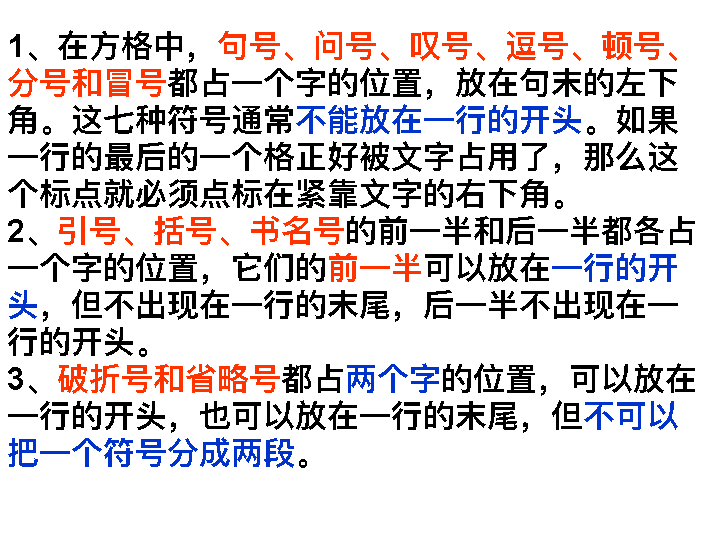 1、在方格中，句号、问号、叹号、逗号、顿号、
分号和冒号都占一个字的位置，放在句末的左下
角。这七种符号通常不能放在一行的开头。如果
一行的最后的一个格正好被文字占用了，那么这
个标点就必须点标在紧靠文字的右下角。
2、引号、括号、书名号的前一半和后一半都各占
一个字的位置，它们的前一半可以放在一行的开
头，但不出现在一行的末尾，后一半不出现在一
行的开头。
3、破折号和省略号都占两个字的位置，可以放在
一行的开头，也可以放在一行的末尾，但不可以
把一个符号分成两段。